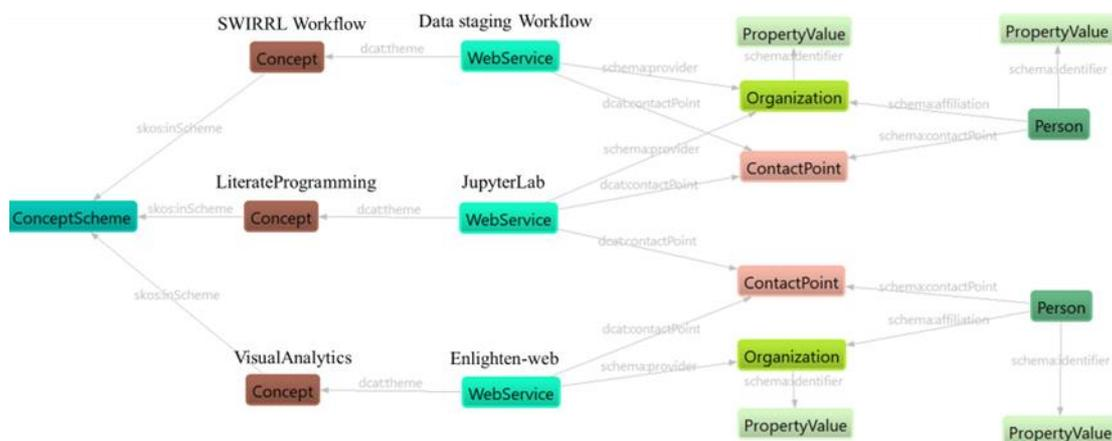 SWIRRL Workflow
Data staging Workflow
PropertyValue
PropertyValue
Concept
dcat:theme
WebService
schema:provider
schema:identifier
schema:identifier
Organization
dcat:contactPoint
schema:affiliation
Person
skos:inScheme
schema:provider
schema:contactPoint
ContactPoint
LiterateProgramming
JupyterLab
dcat:contactPoint
ConceptScheme
skos:inScheme
Concept
dcat:theme
WebService
dcat:contactPoint
ContactPoint
schema:contactPoint
Person
skos:inScheme
schema:affiliation
dcat:contactPoint
VisualAnalytics
Enlighten-web
Organization
schema:provider
schema:identifier
schema:identifier
Concept
dcat:theme
WebService
PropertyValue
PropertyValue